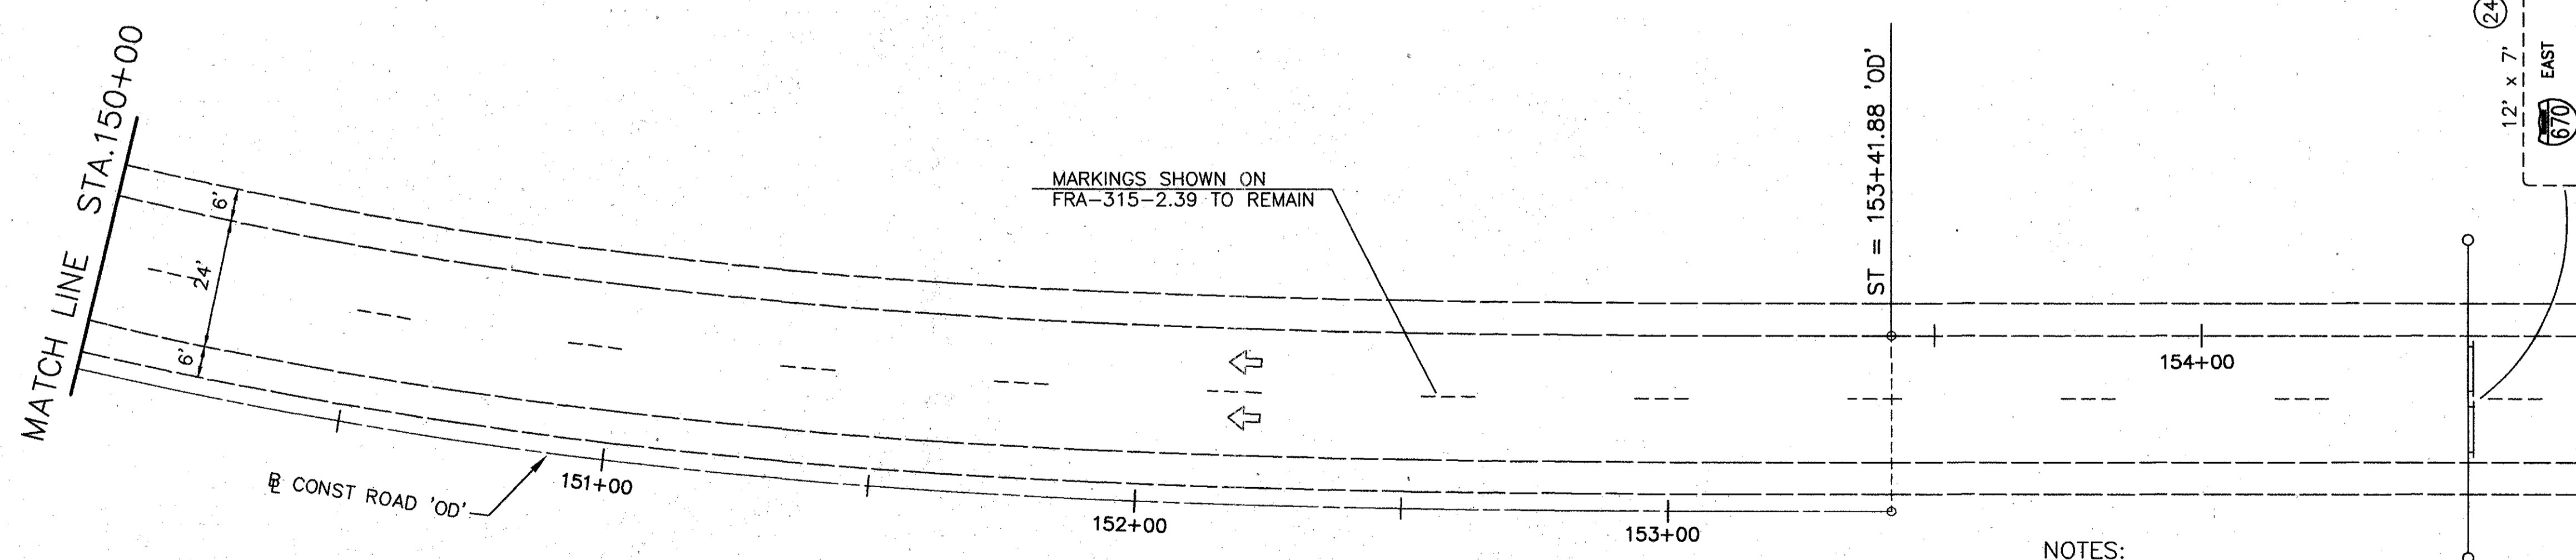 MATCH LINE STA.150+00
6'
24'
6'
℄ CONST ROAD 'OD'
151+00
152+00
153+00
154+00
MARKINGS SHOWN ON
FRA-315-2.39 TO REMAIN
ST = 153+41.88 'OD'
24
12' x 7'
670 EAST
NOTES: